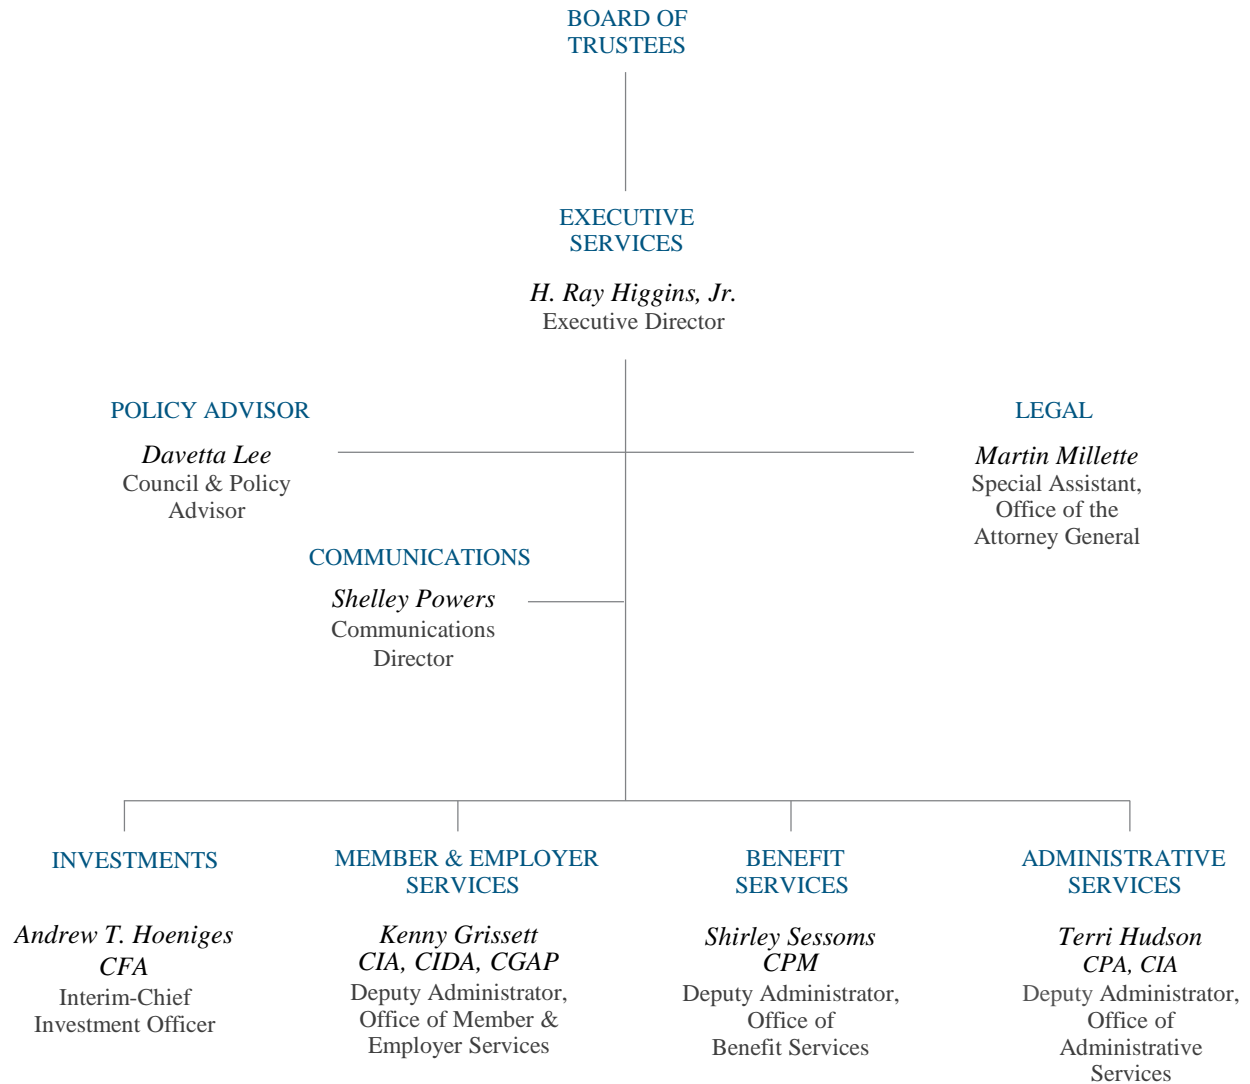 BOARD OF
TRUSTEES
EXECUTIVE
SERVICES
H. Ray Higgins, Jr.
Executive Director
POLICY ADVISOR
Davetta Lee
Council & Policy
Advisor
LEGAL
Martin Millette
Special Assistant,
Office of the
Attorney General
COMMUNICATIONS
Shelley Powers
Communications
Director
INVESTMENTS
Andrew T. Hoeniges
CFA
Interim-Chief
Investment Officer
MEMBER & EMPLOYER
SERVICES
Kenny Grissett
CIA, CIDA, CGAP
Deputy Administrator,
Office of Member &
Employer Services
BENEFIT
SERVICES
Shirley Sessoms
CPM
Deputy Administrator,
Office of
Benefit Services
ADMINISTRATIVE
SERVICES
Terri Hudson
CPA, CIA
Deputy Administrator,
Office of
Administrative
Services